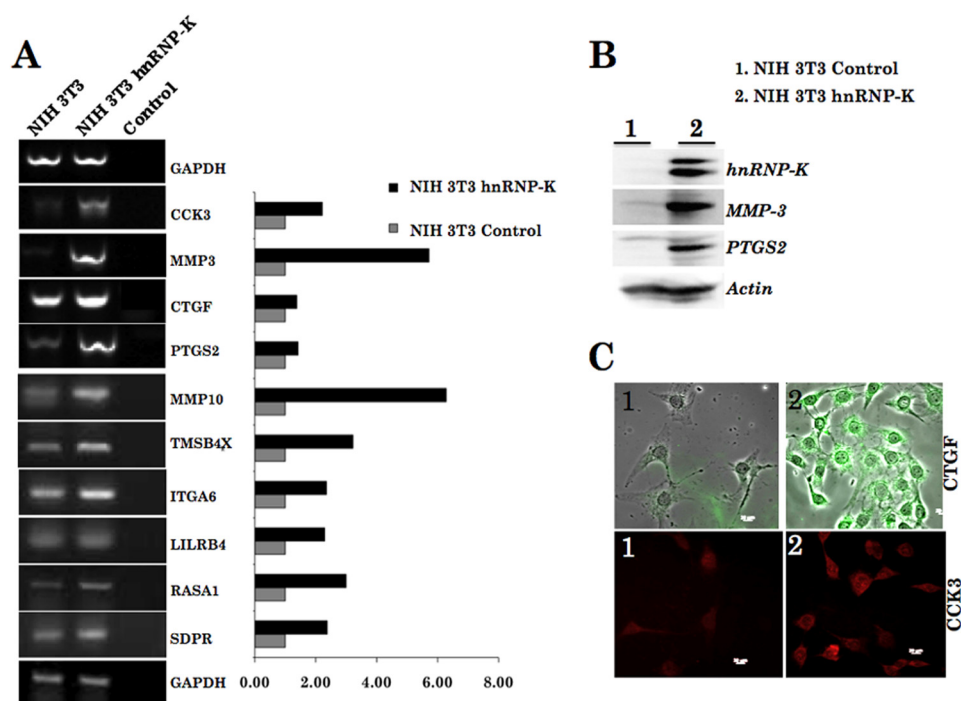 A
NIH 3T3
NIH 3T3 hnRNP-K
Control
GAPDH
CCK3
MMP3
CTGF
PTGS2
MMP10
TMSB4X
ITGA6
LILRB4
RASA1
SDPR
GAPDH
NIH 3T3 hnRNP-K
NIH 3T3 Control
0.00 2.00 4.00 6.00 8.00
B
1. NIH 3T3 Control
2. NIH 3T3 hnRNP-K
1 2
hnRNP-K
MMP-3
PTGS2
Actin
C
1 2
CTGF
1 2
CCK3